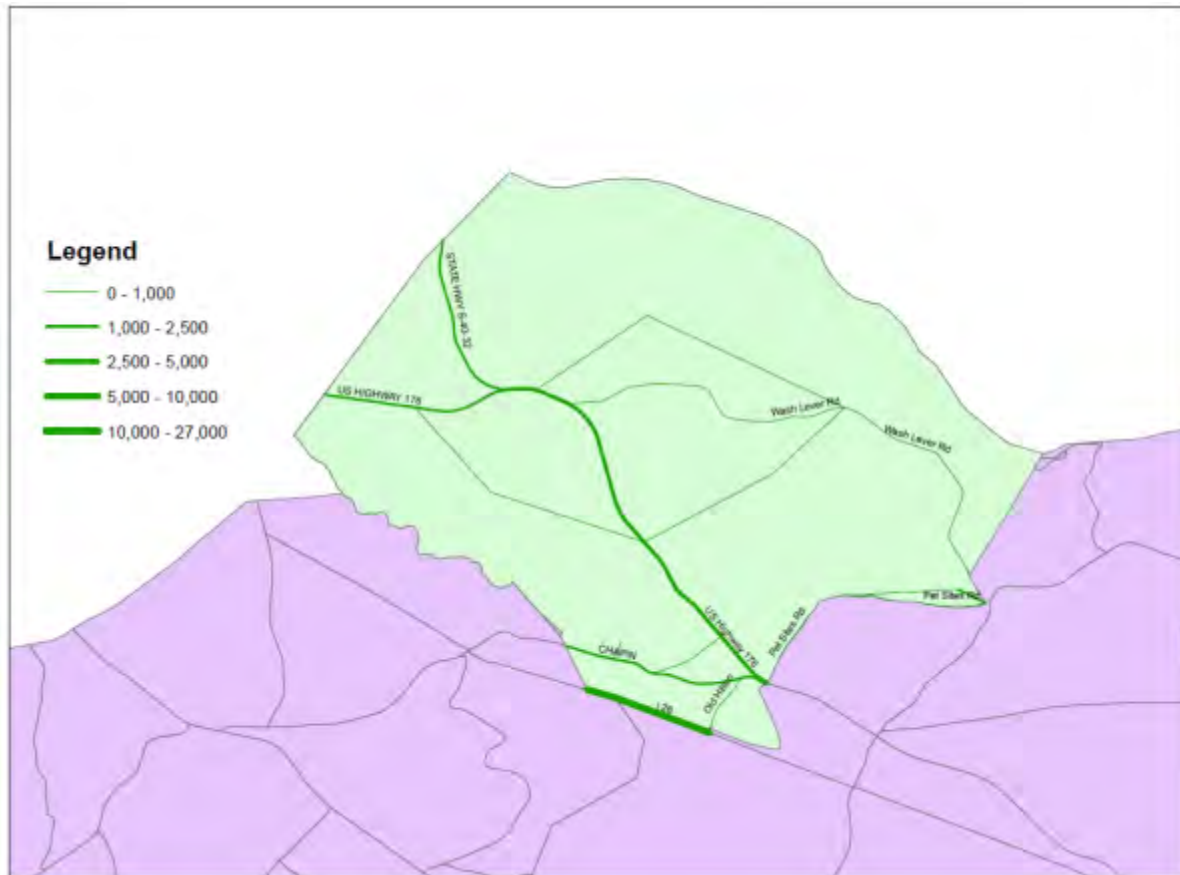 Legend
0 - 1,000
1,000 - 2,500
2,500 - 5,000
5,000 - 10,000
10,000 - 27,000
STATE HWY S-40-32
US HIGHWAY 176
Wash Lever Rd
Wash Lever Rd
Pet Sites Rd
Pet Sites Rd
US Highway 176
CHAPIN
Old Hilton
I 26